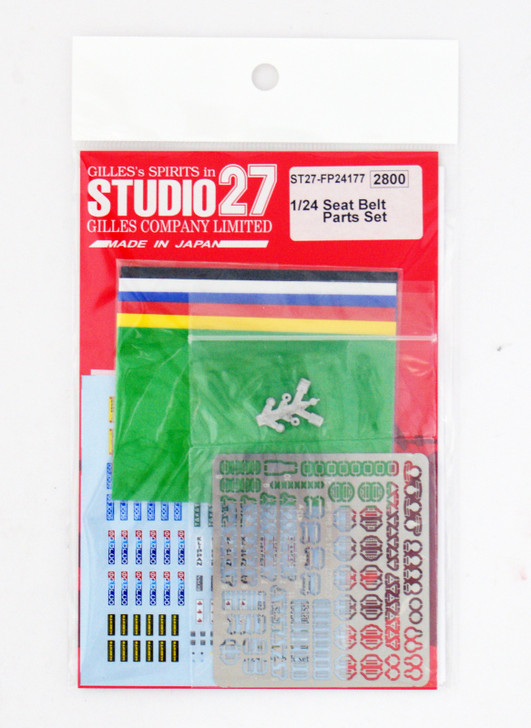 GILLES's SPIRITS in
STUDIO27
GILLES COMPANY LIMITED
MADE IN JAPAN
ST27-FP24177 2800
1/24 Seat Belt
Parts Set